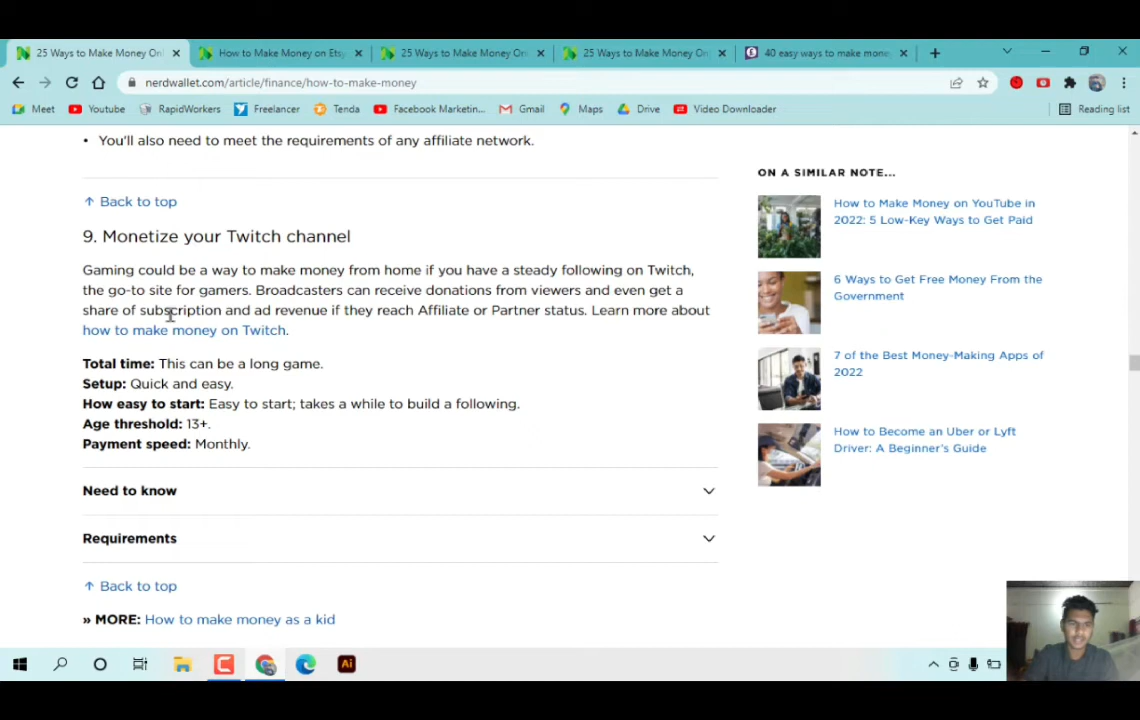 25 Ways to Make Money Onl
How to Make Money on Etsy
25 Ways to Make Money On
25 Ways to Make Money On
40 easy ways to make mone
nerdwallet.com/article/finance/how-to-make-money
Meet
Youtube
RapidWorkers
Freelancer
Tenda
Facebook Marketin...
Gmail
Maps
Drive
Video Downloader
Reading list
• You'll also need to meet the requirements of any affiliate network.
↑ Back to top
9. Monetize your Twitch channel
Gaming could be a way to make money from home if you have a steady following on Twitch,
the go-to site for gamers. Broadcasters can receive donations from viewers and even get a
share of subscription and ad revenue if they reach Affiliate or Partner status. Learn more about
how to make money on Twitch.
Total time: This can be a long game.
Setup: Quick and easy.
How easy to start: Easy to start; takes a while to build a following.
Age threshold: 13+.
Payment speed: Monthly.
Need to know
Requirements
↑ Back to top
» MORE: How to make money as a kid
ON A SIMILAR NOTE...
How to Make Money on YouTube in
2022: 5 Low-Key Ways to Get Paid
6 Ways to Get Free Money From the
Government
7 of the Best Money-Making Apps of
2022
How to Become an Uber or Lyft
Driver: A Beginner's Guide
Ai